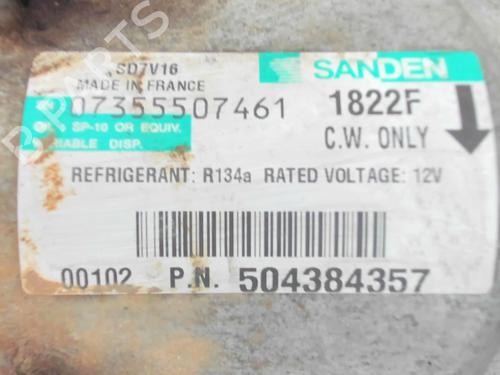 SD7V16
MADE IN FRANCE
SANDEN
07355507461
1822F
SP-10 OR EQUIV.
C.W. ONLY
DISP.
REFRIGERANT: R134a RATED VOLTAGE: 12V
00102 P.N. 504384357